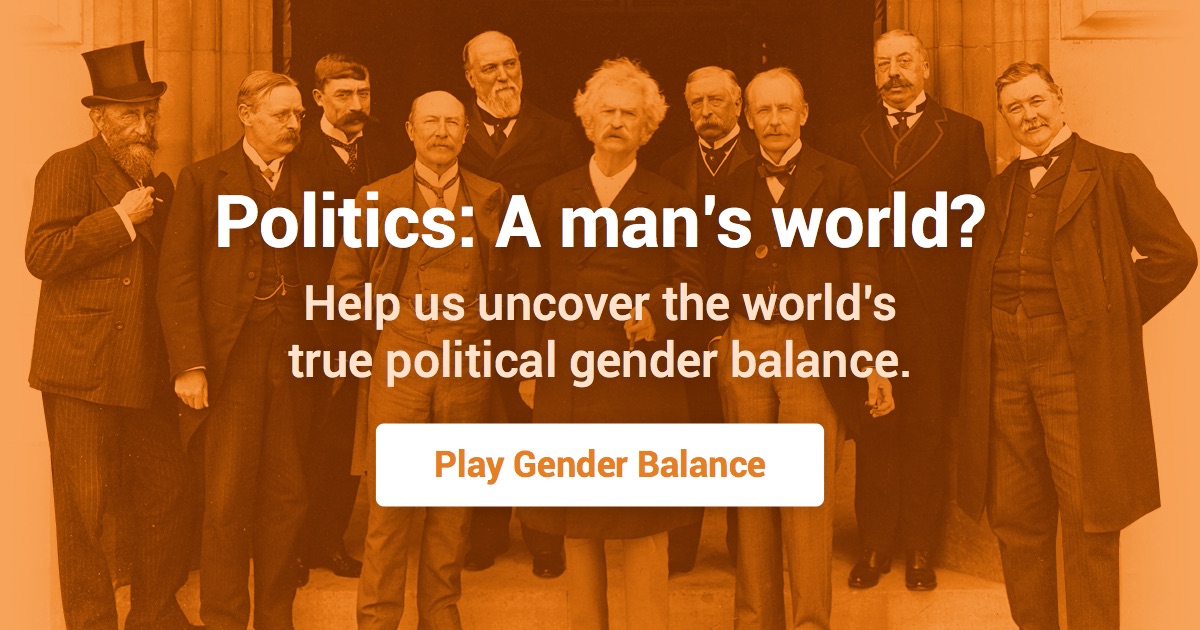 Politics: A man's world?
Help us uncover the world's
true political gender balance.
Play Gender Balance